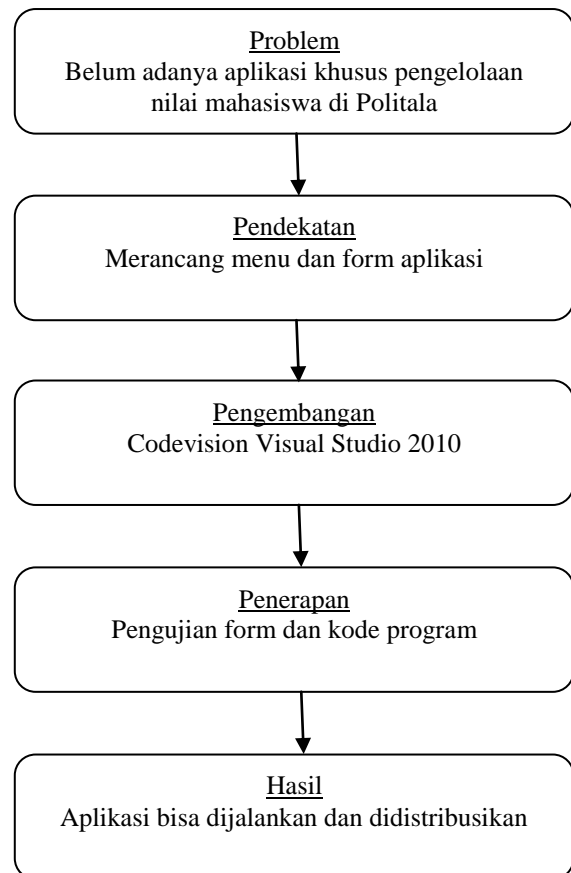 Problem
Belum adanya aplikasi khusus pengelolaan
nilai mahasiswa di Politala
Pendekatan
Merancang menu dan form aplikasi
Pengembangan
Codevision Visual Studio 2010
Penerapan
Pengujian form dan kode program
Hasil
Aplikasi bisa dijalankan dan didistribusikan